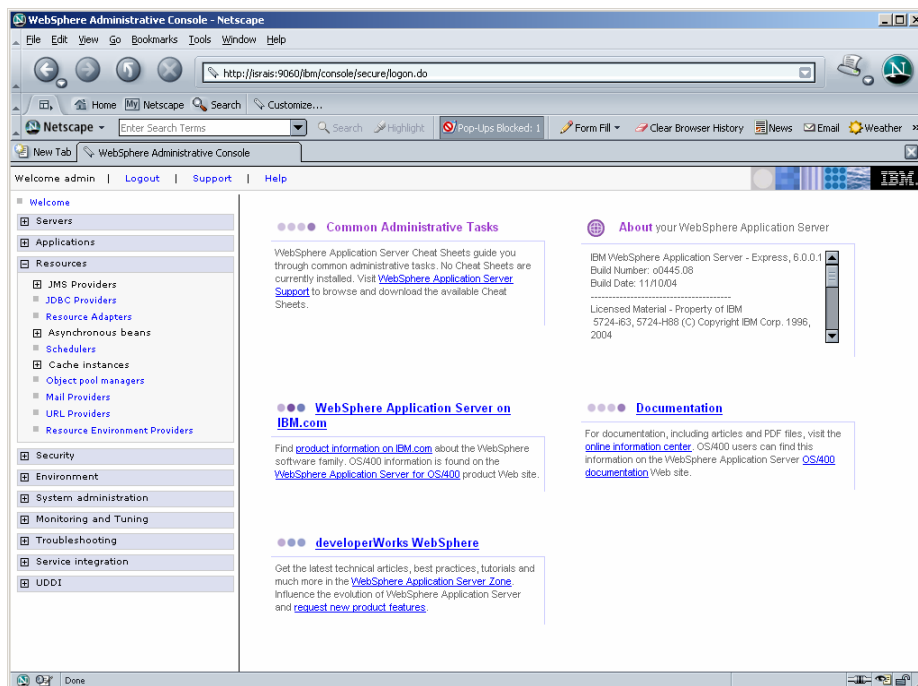 WebSphere Administrative Console - Netscape
File Edit View Go Bookmarks Tools Window Help
http://israis:9060/ibm/console/secure/logon.do
Home My Netscape Search Customize...
Netscape Enter Search Terms Search Highlight Pop-Ups Blocked: 1 Form Fill Clear Browser History News Email Weather »
New Tab WebSphere Administrative Console
Welcome admin | Logout | Support | Help
IBM.
Welcome
Servers
Applications
Resources
JMS Providers
JDBC Providers
Resource Adapters
Asynchronous beans
Schedulers
Cache instances
Object pool managers
Mail Providers
URL Providers
Resource Environment Providers
Security
Environment
System administration
Monitoring and Tuning
Troubleshooting
Service integration
UDDI
Common Administrative Tasks
WebSphere Application Server Cheat Sheets guide you
through common administrative tasks. No Cheat Sheets are
currently installed. Visit WebSphere Application Server
Support to browse and download the available Cheat
Sheets.
About your WebSphere Application Server
IBM WebSphere Application Server - Express, 6.0.0.1
Build Number: o0445.08
Build Date: 11/10/04
----------------------------------------
Licensed Material - Property of IBM
5724-i63, 5724-H88 (C) Copyright IBM Corp. 1996,
2004
WebSphere Application Server on
IBM.com
Find product information on IBM.com about the WebSphere
software family. OS/400 information is found on the
WebSphere Application Server for OS/400 product Web site.
Documentation
For documentation, including articles and PDF files, visit the
online information center. OS/400 users can find this
information on the WebSphere Application Server OS/400
documentation Web site.
developerWorks WebSphere
Get the latest technical articles, best practices, tutorials and
much more in the WebSphere Application Server Zone.
Influence the evolution of WebSphere Application Server
and request new product features.
Done